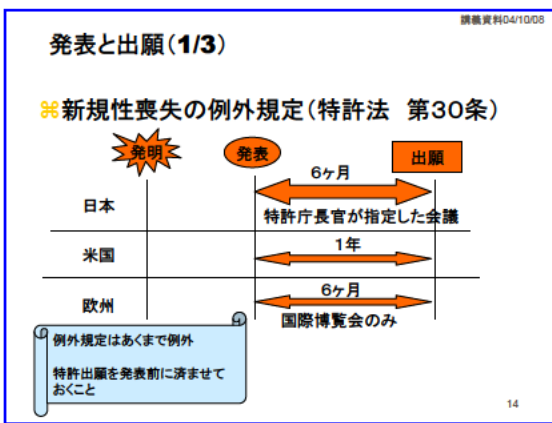 講義資料04/10/08
発表と出願(1/3)
⌘新規性喪失の例外規定(特許法 第30条)
発明
発表
出願
6ヶ月
日本
特許庁長官が指定した会議
1年
米国
6ヶ月
欧州
国際博覧会のみ
例外規定はあくまで例外
特許出願を発表前に済ませて
おくこと
14